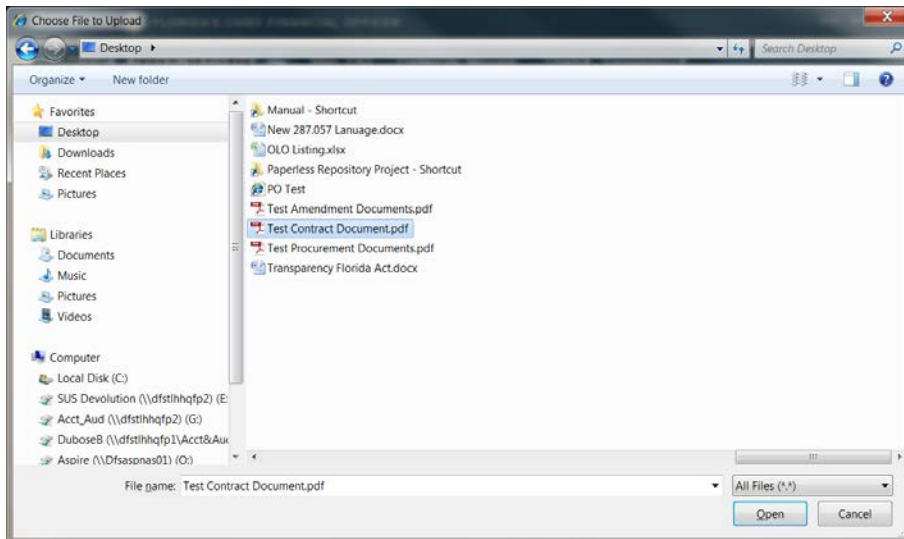 Choose File to Upload
Desktop
Search Desktop
Organize
New folder
Favorites
Desktop
Downloads
Recent Places
Pictures
Libraries
Documents
Music
Pictures
Videos
Computer
Local Disk (C:)
SUS Devolution (\\dfstlhhqfp2) (E:
Acct_Aud (\\dfstlhhqfp2) (G:)
DuboseB (\\dfstlhhqfp1\Acct&Au
Aspire (\\Dfsaspnas01) (O:)
Manual - Shortcut
New 287.057 Lanuage.docx
OLO Listing.xlsx
Paperless Repository Project - Shortcut
PO Test
Test Amendment Documents.pdf
Test Contract Document.pdf
Test Procurement Documents.pdf
Transparency Florida Act.docx
File name: Test Contract Document.pdf
All Files (*.*)
Open
Cancel